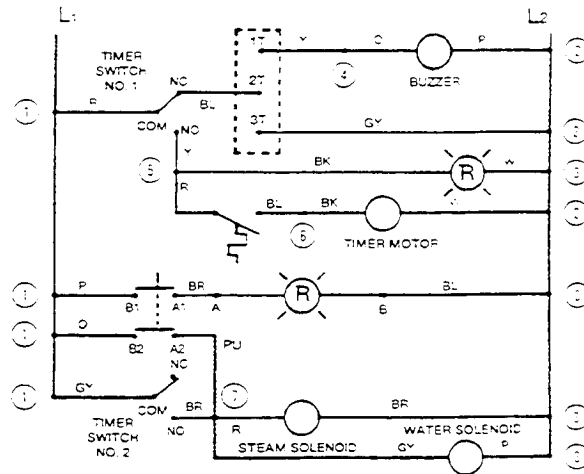 L1 L2
1T Y O P
TIMER SWITCH NO. 1
NC 2T 4 BUZZER
R BL
COM NO 3T GY
Y
5 BK R W
R
BL BK
6 TIMER MOTOR
P BR R BL
B1 A1 A B
O
B2 A2 PU
NC
GY 7
COM BR BR
NO R WATER SOLENOID
TIMER SWITCH NO. 2
STEAM SOLENOID GY P